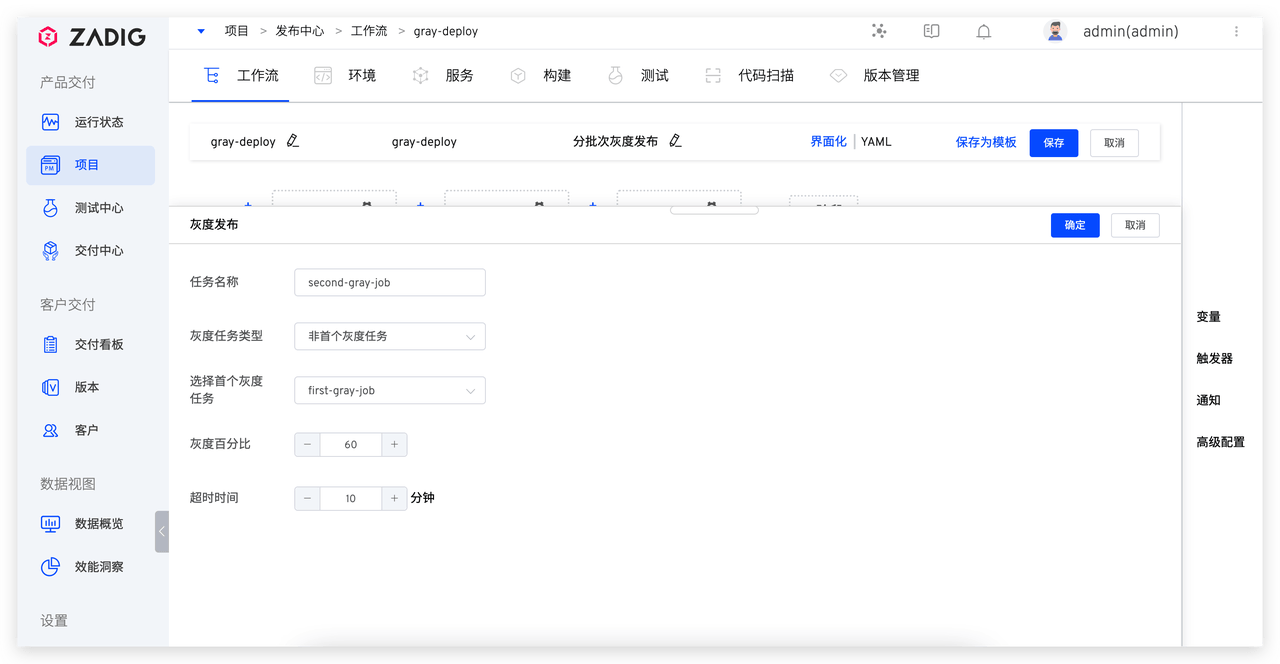 ZADIG
项目 > 发布中心 > 工作流 > gray-deploy
admin(admin)
产品交付
运行状态
项目
测试中心
交付中心
客户交付
交付看板
版本
客户
数据视图
数据概览
效能洞察
设置
工作流 环境 服务 构建 测试 代码扫描 版本管理
gray-deploy gray-deploy 分批次灰度发布 界面化 | YAML 保存为模板 保存 取消
灰度发布 确定 取消
任务名称 second-gray-job
灰度任务类型 非首个灰度任务
选择首个灰度
任务 first-gray-job
灰度百分比 − 60 +
超时时间 − 10 + 分钟
变量
触发器
通知
高级配置